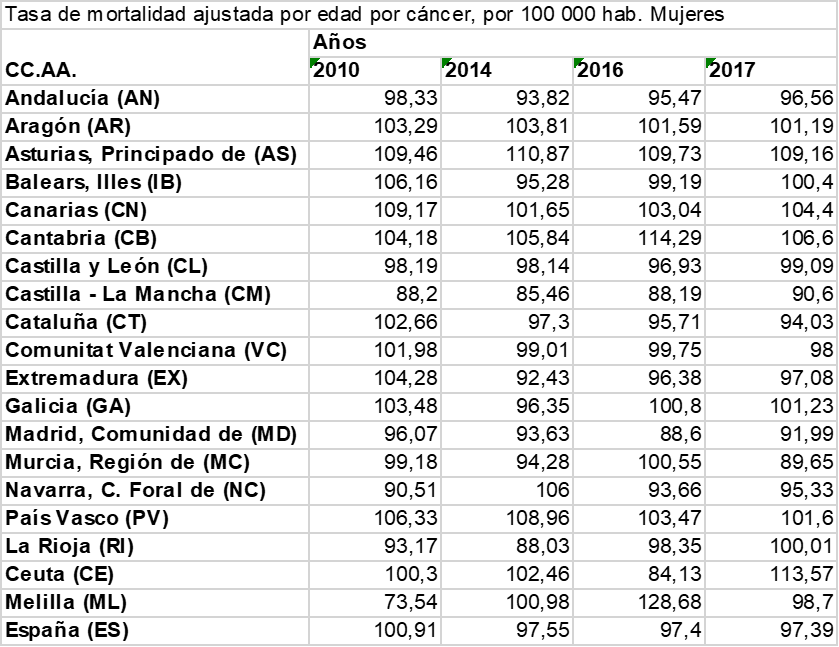 Tasa de mortalidad ajustada por edad por cáncer, por 100 000 hab. Mujeres
Años
CC.AA. 2010 2014 2016 2017
Andalucía (AN) 98,33 93,82 95,47 96,56
Aragón (AR) 103,29 103,81 101,59 101,19
Asturias, Principado de (AS) 109,46 110,87 109,73 109,16
Balears, Illes (IB) 106,16 95,28 99,19 100,4
Canarias (CN) 109,17 101,65 103,04 104,4
Cantabria (CB) 104,18 105,84 114,29 106,6
Castilla y León (CL) 98,19 98,14 96,93 99,09
Castilla - La Mancha (CM) 88,2 85,46 88,19 90,6
Cataluña (CT) 102,66 97,3 95,71 94,03
Comunitat Valenciana (VC) 101,98 99,01 99,75 98
Extremadura (EX) 104,28 92,43 96,38 97,08
Galicia (GA) 103,48 96,35 100,8 101,23
Madrid, Comunidad de (MD) 96,07 93,63 88,6 91,99
Murcia, Región de (MC) 99,18 94,28 100,55 89,65
Navarra, C. Foral de (NC) 90,51 106 93,66 95,33
País Vasco (PV) 106,33 108,96 103,47 101,6
La Rioja (RI) 93,17 88,03 98,35 100,01
Ceuta (CE) 100,3 102,46 84,13 113,57
Melilla (ML) 73,54 100,98 128,68 98,7
España (ES) 100,91 97,55 97,4 97,39